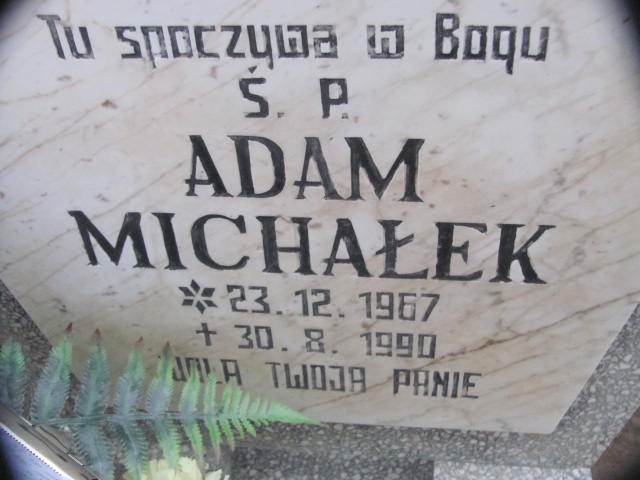 Tu spoczywa w Bogu
Ś. P.
ADAM
MICHAŁEK
* 23. 12. 1967
+ 30. 8. 1990
WOLA TWOJA PANIE